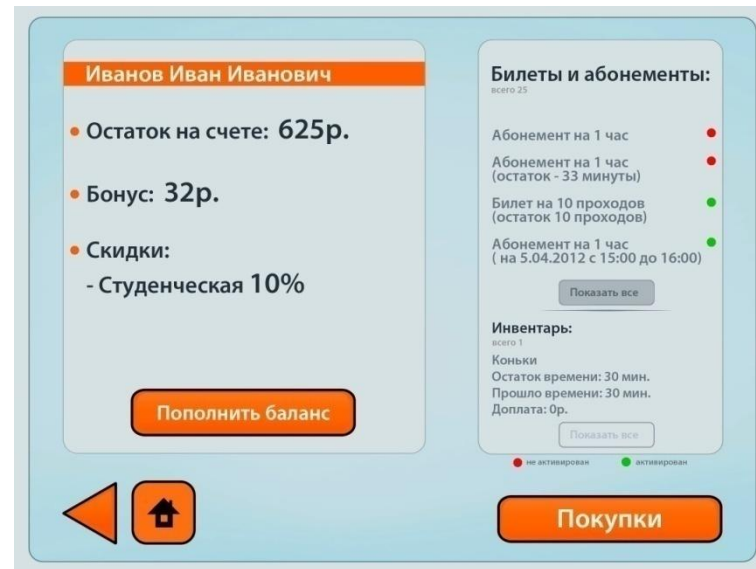 Иванов Иван Иванович
• Остаток на счете: 625р.
• Бонус: 32р.
• Скидки:
- Студенческая 10%
Пополнить баланс
Билеты и абонементы:
всего 25
Абонемент на 1 час
Абонемент на 1 час
(остаток - 33 минуты)
Билет на 10 проходов
(остаток 10 проходов)
Абонемент на 1 час
( на 5.04.2012 с 15:00 до 16:00)
Показать все
Инвентарь:
всего 1
Коньки
Остаток времени: 30 мин.
Прошло времени: 30 мин.
Доплата: 0р.
Показать все
не активирован
активирован
Покупки